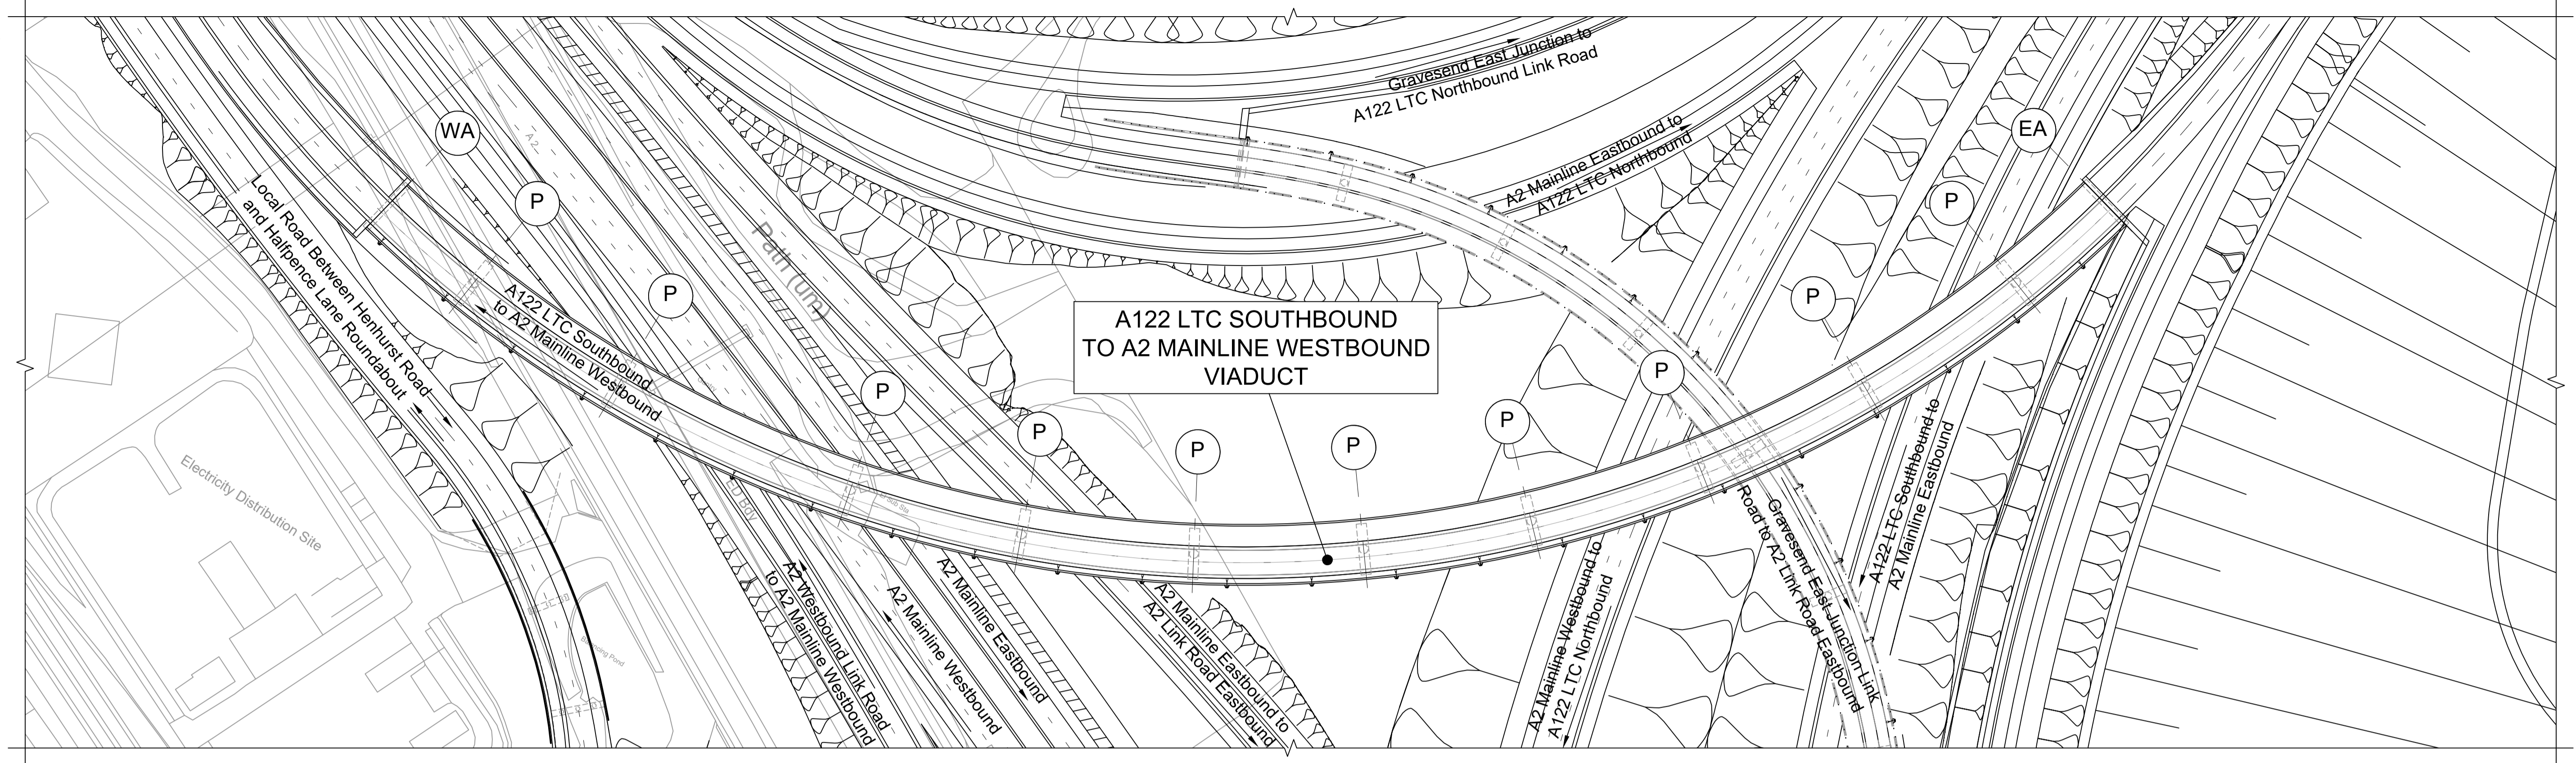 Gravesend East Junction to
A122 LTC Northbound Link Road
A2 Mainline Eastbound to
A122 LTC Northbound
WA
EA
P
P
P
P
P
P
P
P
P
P
P
A 2
Path (um)
Local Road Between Henhurst Road
and Halfpence Lane Roundabout
A122 LTC Southbound
to A2 Mainline Westbound
A122 LTC SOUTHBOUND
TO A2 MAINLINE WESTBOUND
VIADUCT
Electricity Distribution Site
ED Bdy
A2 Westbound Link Road
to A2 Mainline Westbound
A2 Mainline Westbound
A2 Mainline Eastbound
A2 Mainline Eastbound to
A2 Link Road Eastbound
A2 Mainline Westbound to
A122 LTC Northbound
Gravesend East Junction Link
Road to A2 Link Road Eastbound
A122 LTC Southbound to
A2 Mainline Eastbound